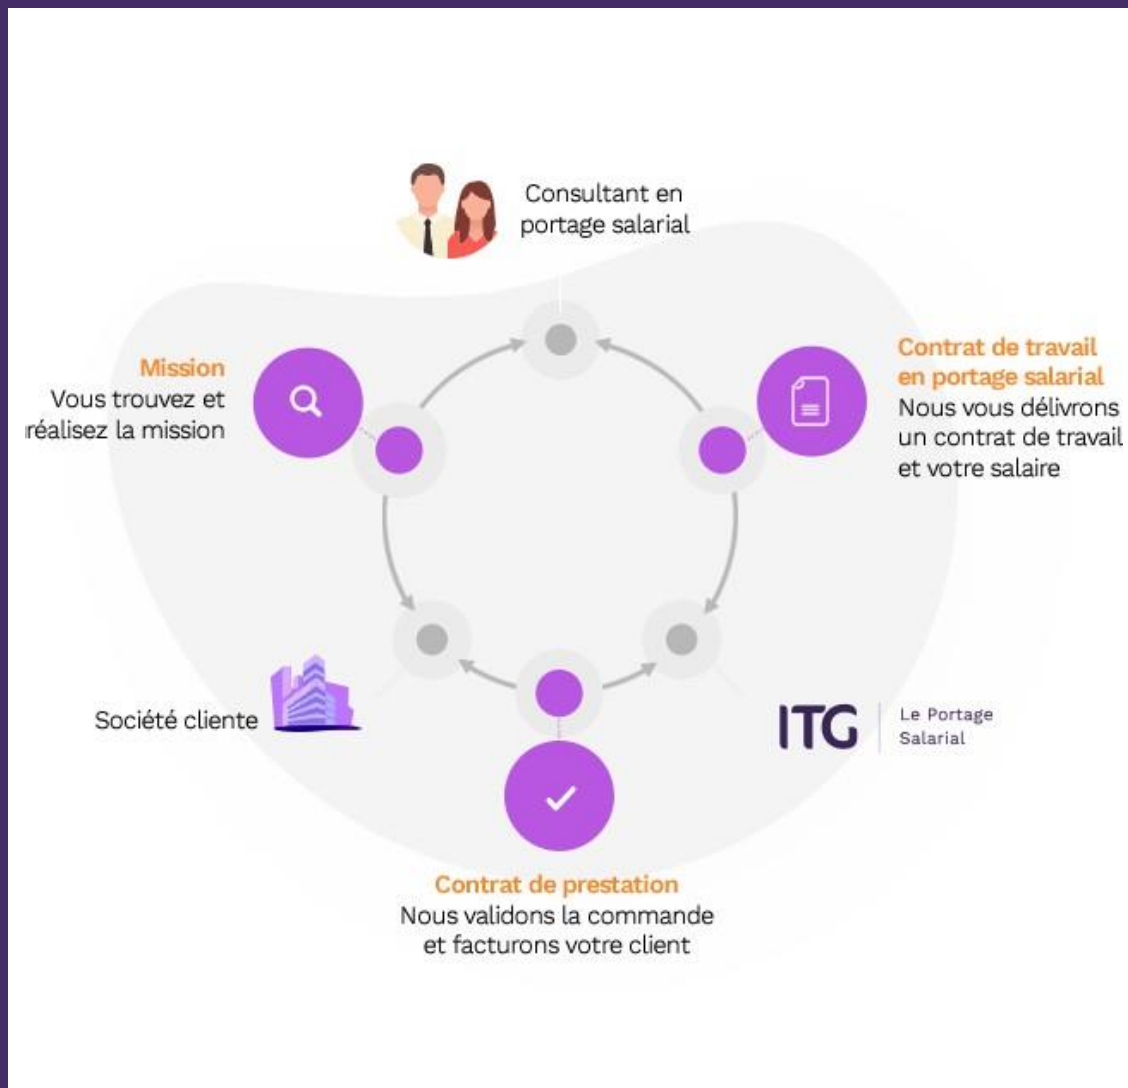 Consultant en
portage salarial
Mission
Vous trouvez et
réalisez la mission
Contrat de travail
en portage salarial
Nous vous délivrons
un contrat de travail
et votre salaire
Société cliente
ITG
Le Portage
Salarial
Contrat de prestation
Nous validons la commande
et facturons votre client